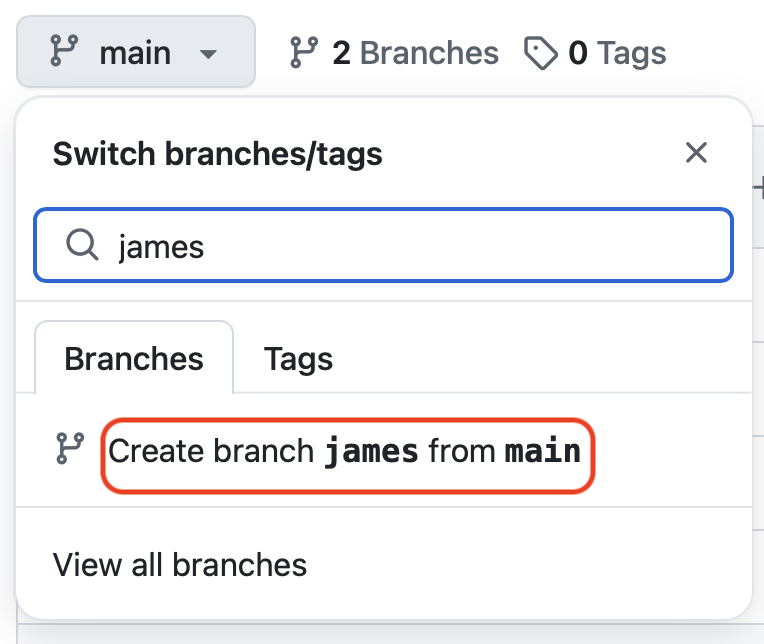 main 2 Branches 0 Tags
Switch branches/tags
james
Branches Tags
Create branch james from main
View all branches